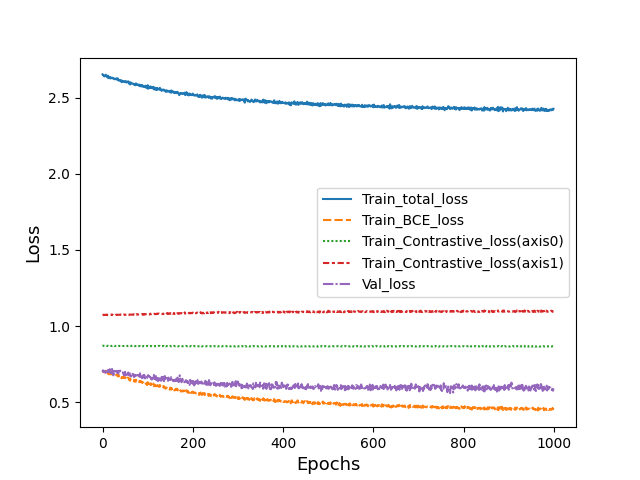 2.5
2.0
1.5
1.0
0.5
Loss
Train_total_loss
Train_BCE_loss
Train_Contrastive_loss(axis0)
Train_Contrastive_loss(axis1)
Val_loss
0 200 400 600 800 1000
Epochs